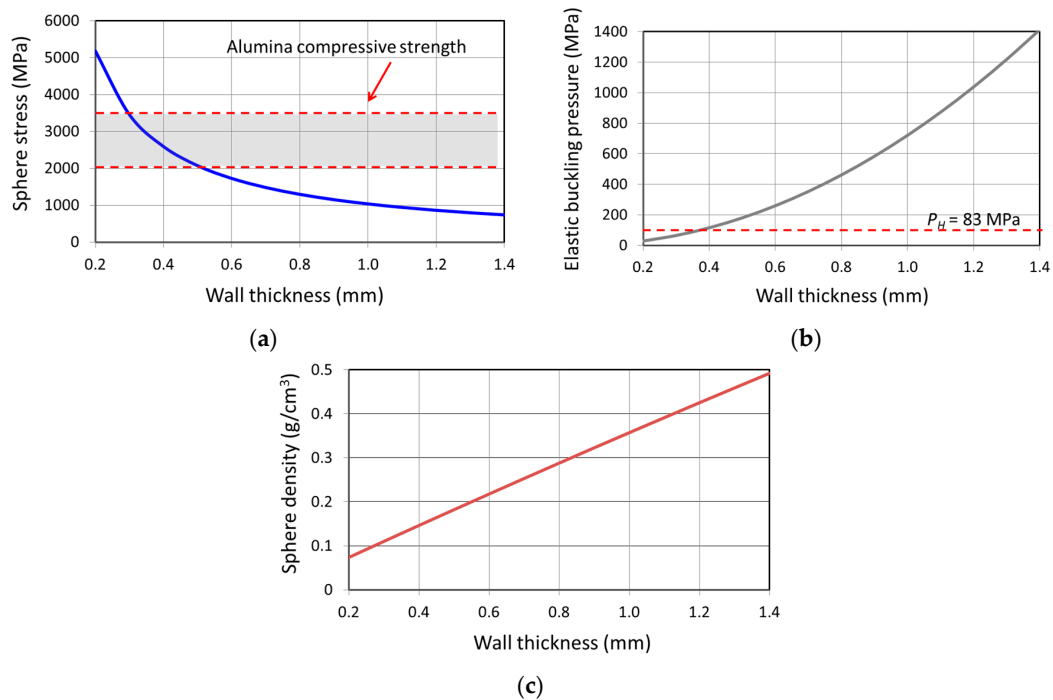 Sphere stress (MPa)
6000
5000
4000
3000
2000
1000
0
Alumina compressive strength
0.2 0.4 0.6 0.8 1.0 1.2 1.4
Wall thickness (mm)
(a)
Elastic buckling pressure (MPa)
1400
1200
1000
800
600
400
200
0
P_H = 83 MPa
0.2 0.4 0.6 0.8 1.0 1.2 1.4
Wall thickness (mm)
(b)
Sphere density (g/cm³)
0.5
0.4
0.3
0.2
0.1
0
0.2 0.4 0.6 0.8 1.0 1.2 1.4
Wall thickness (mm)
(c)